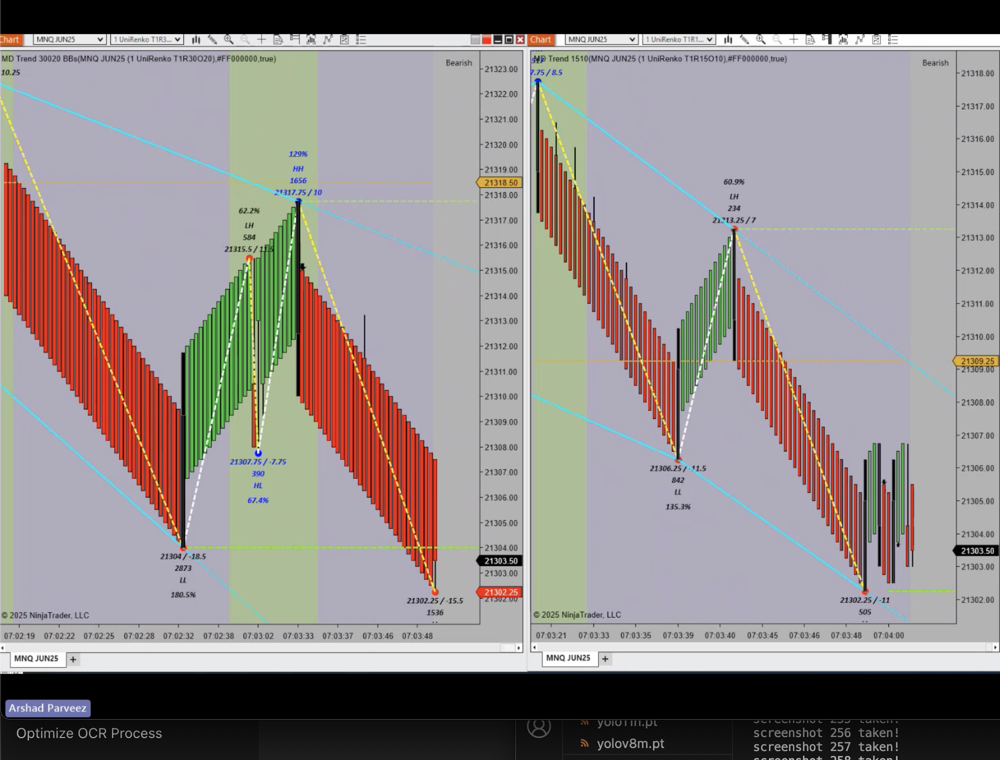 Chart MNQ JUN25 1 UniRenko T1R3...
MD Trend 30020 BBs(MNQ JUN25 (1 UniRenko T1R30O20),#FF000000,true)
Bearish
10.25
129%
HH
1656
21317.75 / 10
62.2%
LH
584
21315.5 / 11.5
21307.75 / -7.75
390
HL
67.4%
21304 / -18.5
2873
LL
180.5%
21302.25 / -15.5
1536
21323.00
21322.00
21321.00
21320.00
21319.00
21318.50
21318.00
21317.00
21316.00
21315.00
21314.00
21313.00
21312.00
21311.00
21310.00
21309.00
21308.00
21307.00
21306.00
21305.00
21304.00
21303.50
21303.00
21302.25
21302.00
© 2025 NinjaTrader, LLC
07:02:19 07:02:22 07:02:25 07:02:28 07:02:32 07:02:38 07:03:02 07:03:33 07:03:37 07:03:46 07:03:48
MNQ JUN25 +
Chart MNQ JUN25 1 UniRenko T1R1...
MD Trend 1510(MNQ JUN25 (1 UniRenko T1R15O10),#FF000000,true)
Bearish
7.75 / 8.5
60.9%
LH
234
21313.25 / 7
21306.25 / -11.5
842
LL
135.3%
21302.25 / -11
505
21318.00
21317.00
21316.00
21315.00
21314.00
21313.00
21312.00
21311.00
21310.00
21309.25
21309.00
21308.00
21307.00
21306.00
21305.00
21304.00
21303.50
21303.00
21302.00
© 2025 NinjaTrader, LLC
07:03:21 07:03:33 07:03:35 07:03:39 07:03:40 07:03:45 07:03:46 07:03:48 07:04:00
MNQ JUN25 +
Arshad Parveez
Optimize OCR Process
yolo11n.pt
yolov8m.pt
screenshot 255 taken!
screenshot 256 taken!
screenshot 257 taken!
screenshot 258 taken!